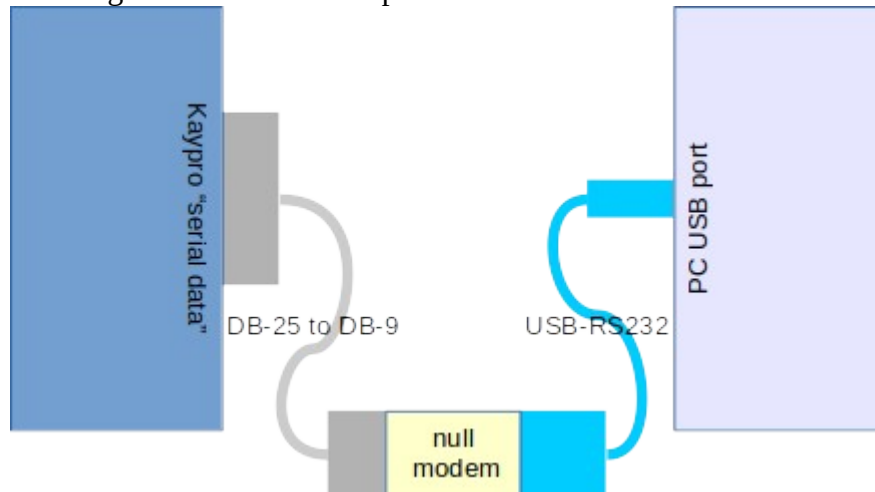 Kaypro “serial data”
PC USB port
DB-25 to DB-9
USB-RS232
null
modem